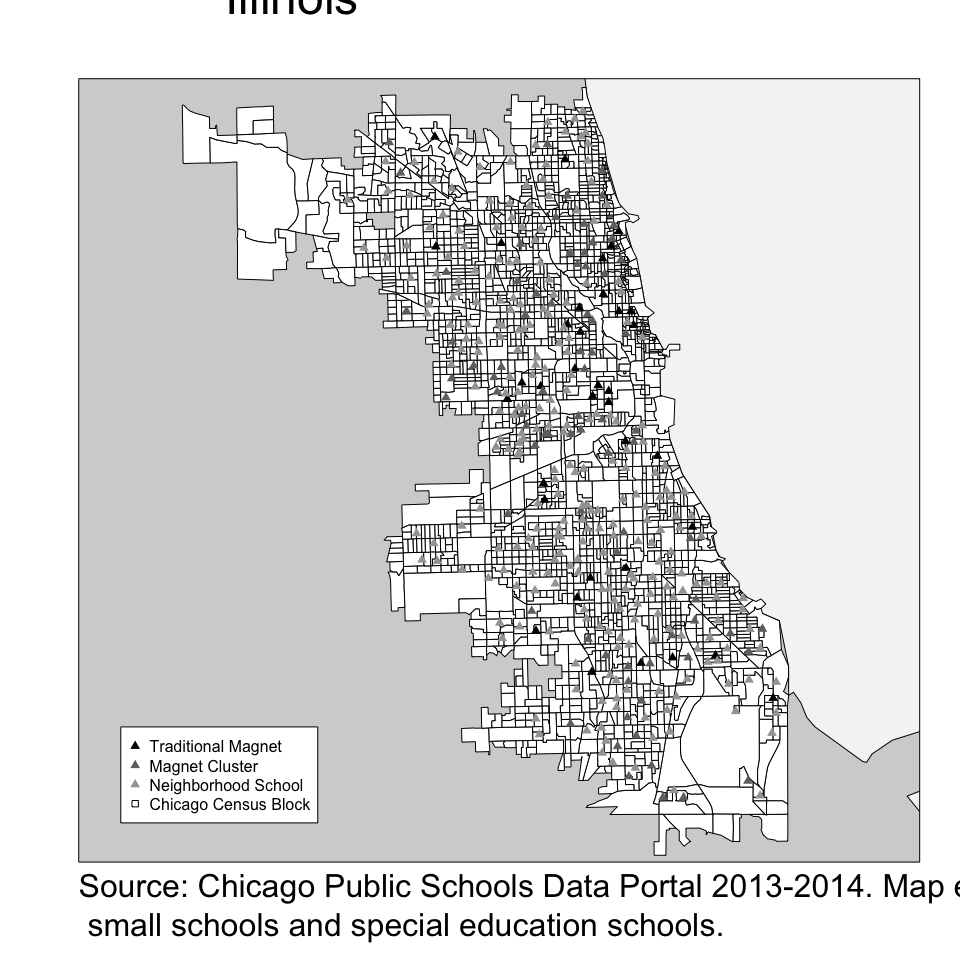 Illinois
Traditional Magnet
Magnet Cluster
Neighborhood School
Chicago Census Block
Source: Chicago Public Schools Data Portal 2013-2014. Map
small schools and special education schools.